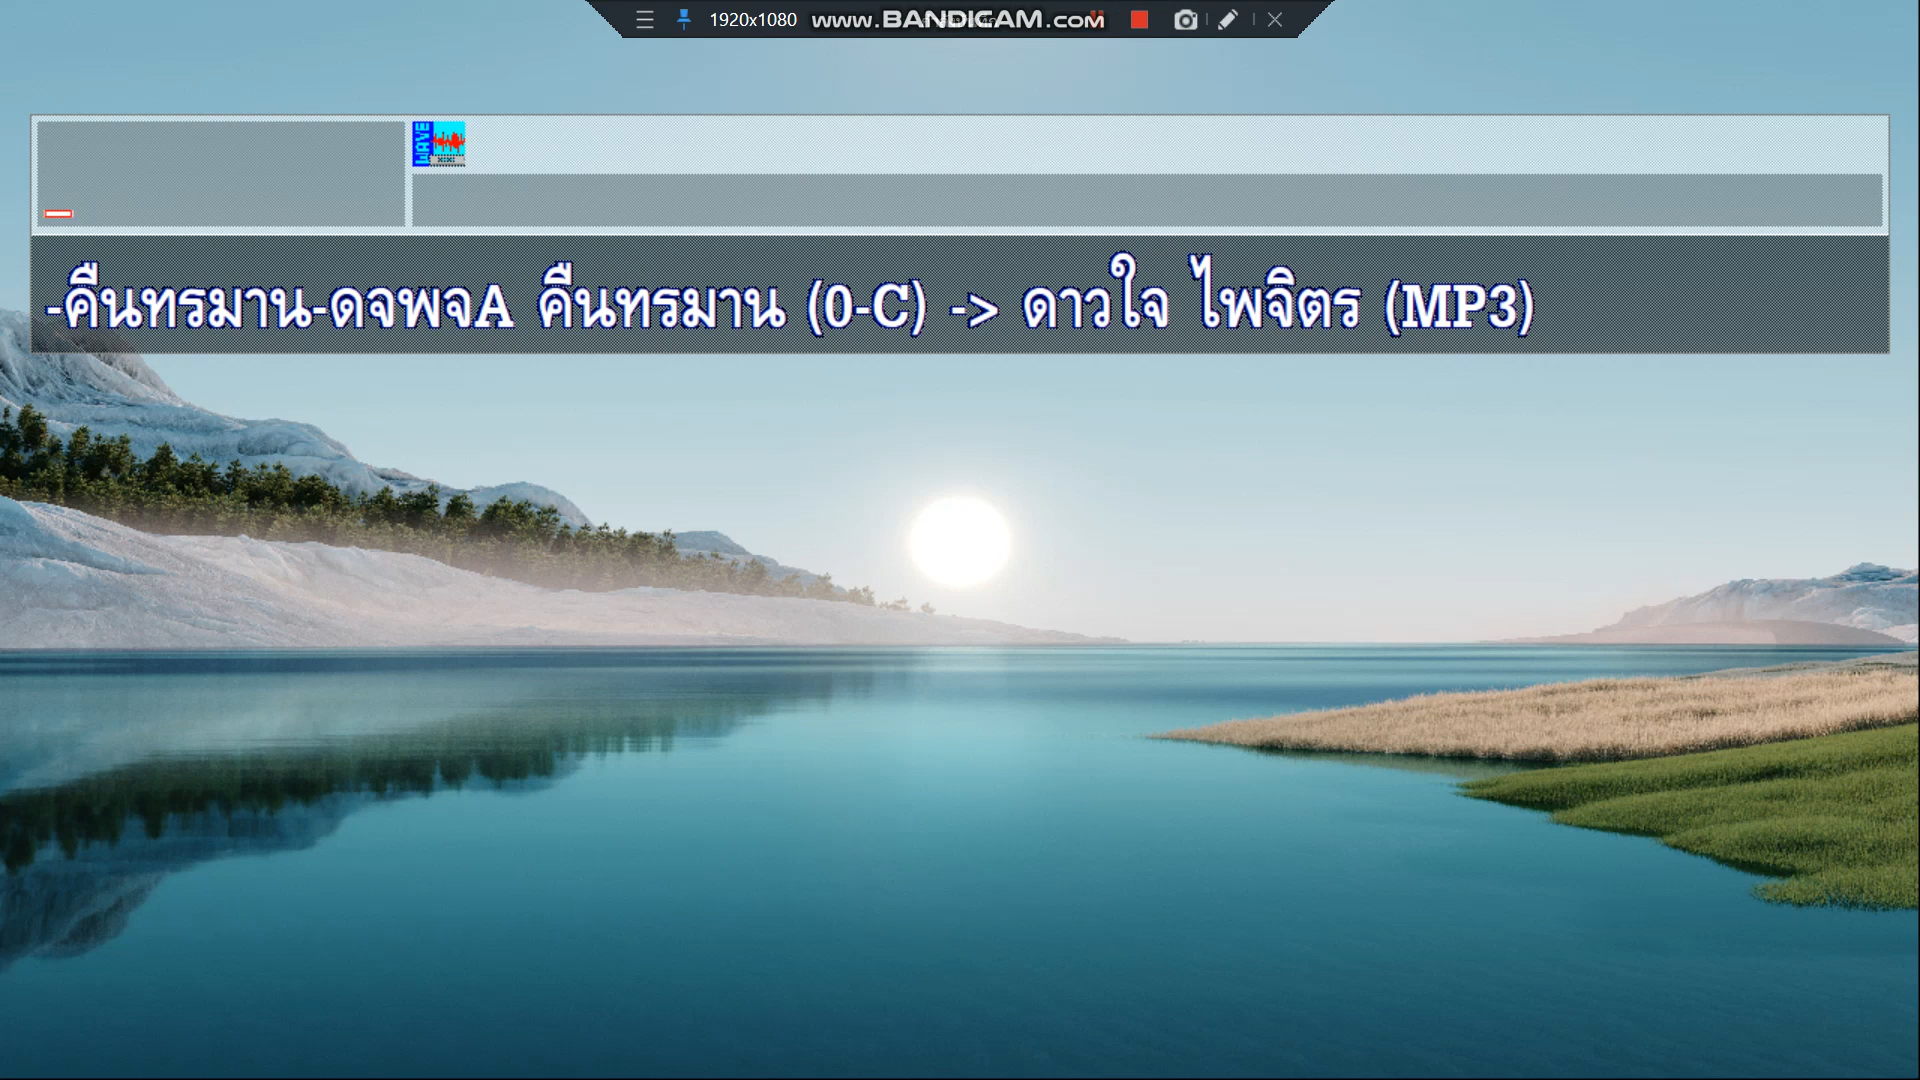 1920x1080 www.BANDICAM.com
WAVE
-คืนทรมาน-ดจพจA คืนทรมาน (0-C) -> ดาวใจ ไพจิตร (MP3)